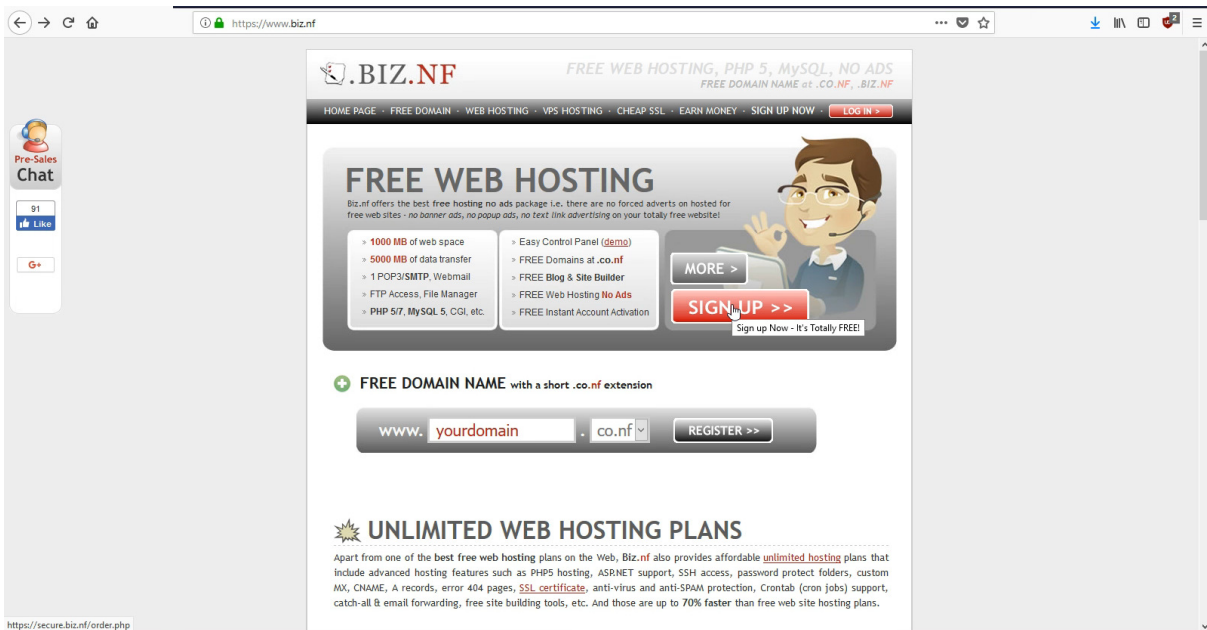 https://www.biz.nf
.BIZ.NF
FREE WEB HOSTING, PHP 5, MySQL, NO ADS
FREE DOMAIN NAME at .CO.NF, .BIZ.NF
HOME PAGE · FREE DOMAIN · WEB HOSTING · VPS HOSTING · CHEAP SSL · EARN MONEY · SIGN UP NOW · LOG IN >
Pre-Sales
Chat
91
Like
G+
FREE WEB HOSTING
Biz.nf offers the best free hosting no ads package i.e. there are no forced adverts on hosted for
free web sites - no banner ads, no popup ads, no text link advertising on your totally free website!
» 1000 MB of web space
» 5000 MB of data transfer
» 1 POP3/SMTP, Webmail
» FTP Access, File Manager
» PHP 5/7, MySQL 5, CGI, etc.
» Easy Control Panel (demo)
» FREE Domains at .co.nf
» FREE Blog & Site Builder
» FREE Web Hosting No Ads
» FREE Instant Account Activation
MORE >
SIGN UP >>
Sign up Now - It's Totally FREE!
FREE DOMAIN NAME with a short .co.nf extension
www. yourdomain . co.nf REGISTER >>
UNLIMITED WEB HOSTING PLANS
Apart from one of the best free web hosting plans on the Web, Biz.nf also provides affordable unlimited hosting plans that
include advanced hosting features such as PHP5 hosting, ASP.NET support, SSH access, password protect folders, custom
MX, CNAME, A records, error 404 pages, SSL certificate, anti-virus and anti-SPAM protection, Crontab (cron jobs) support,
catch-all & email forwarding, free site building tools, etc. And those are up to 70% faster than free web site hosting plans.
https://secure.biz.nf/order.php